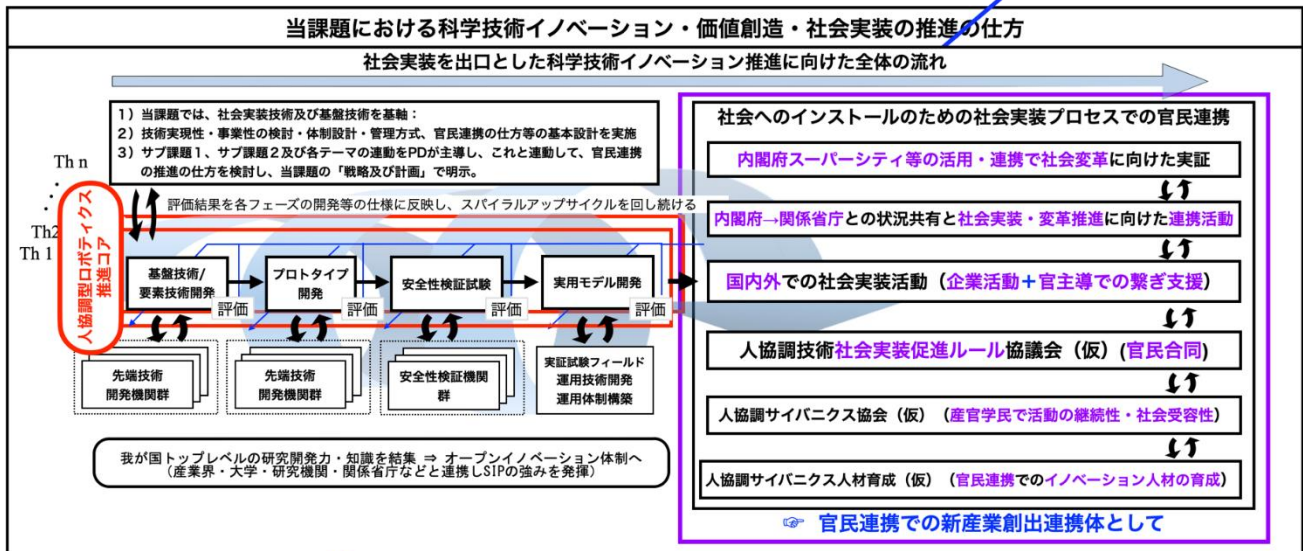 当課題における科学技術イノベーション・価値創造・社会実装の推進の仕方
社会実装を出口とした科学技術イノベーション推進に向けた全体の流れ
1）当課題では、社会実装技術及び基盤技術を基軸：
2）技術実現性・事業性の検討・体制設計・管理方式、官民連携の仕方等の基本設計を実施
3）サブ課題1、サブ課題2及び各テーマの連動をPDが主導し、これと連動して、官民連携
の推進の仕方を検討し、当課題の「戦略及び計画」で明示。
Th n
Th2
Th 1
人協調型ロボティクス
推進コア
評価結果を各フェーズの開発等の仕様に反映し、スパイラルアップサイクルを回し続ける
基盤技術/
要素技術開発
評価
プロトタイプ
開発
評価
安全性検証試験
評価
実用モデル開発
評価
先端技術
開発機関群
先端技術
開発機関群
安全性検証機関
群
実証試験フィールド
運用技術開発
運用体制構築
我が国トップレベルの研究開発力・知識を結集 ⇒ オープンイノベーション体制へ
（産業界・大学・研究機関・関係省庁などと連携しSIPの強みを発揮）
社会へのインストールのための社会実装プロセスでの官民連携
内閣府スーパーシティ等の活用・連携で社会変革に向けた実証
内閣府→関係省庁との状況共有と社会実装・変革推進に向けた連携活動
国内外での社会実装活動（企業活動＋官主導での繋ぎ支援）
人協調技術社会実装促進ルール協議会（仮）(官民合同)
人協調サイバニクス協会（仮）（産官学民で活動の継続性・社会受容性）
人協調サイバニクス人材育成（仮）（官民連携でのイノベーション人材の育成）
☞ 官民連携での新産業創出連携体として